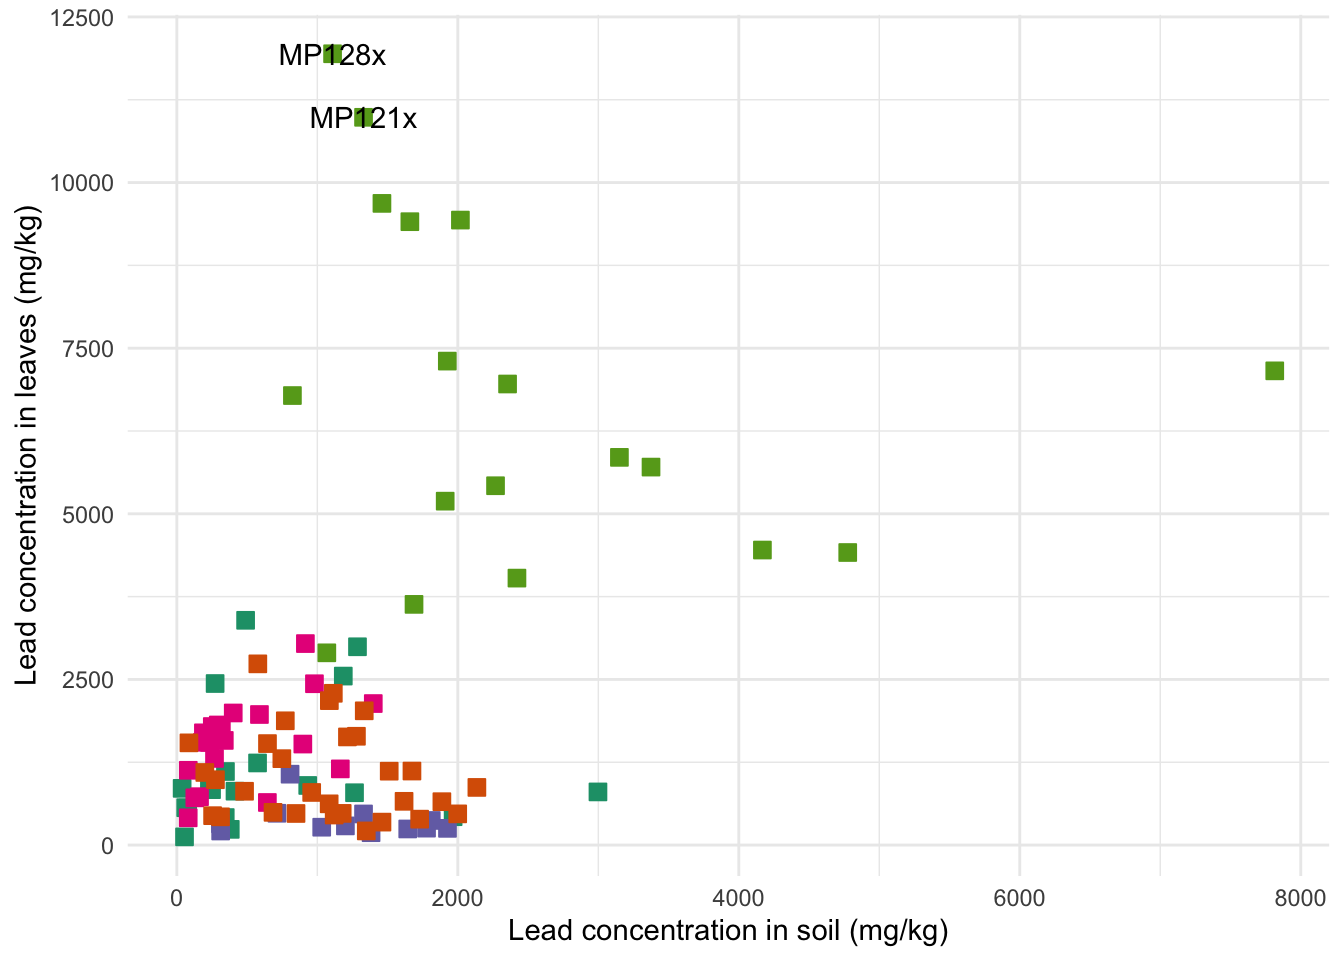 12500
MP128x
MP121x
10000
7500
5000
2500
0
Lead concentration in leaves (mg/kg)
0 2000 4000 6000 8000
Lead concentration in soil (mg/kg)